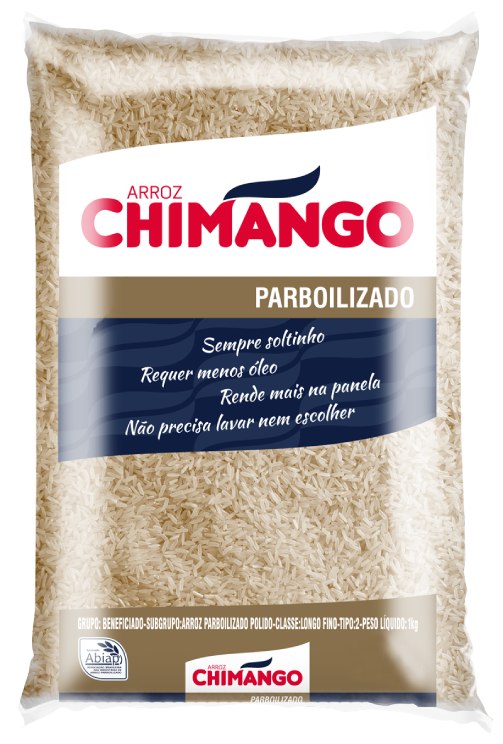 ARROZ
CHIMANGO
PARBOILIZADO
Sempre soltinho
Requer menos óleo
Rende mais na panela
Não precisa lavar nem escolher
GRUPO: BENEFICIADO-SUBGRUPO:ARROZ PARBOILIZADO POLIDO-CLASSE:LONGO FINO-TIPO:2-PESO LÍQUIDO:1kg
Abiap
ARROZ
CHIMANGO
PARBOILIZADO